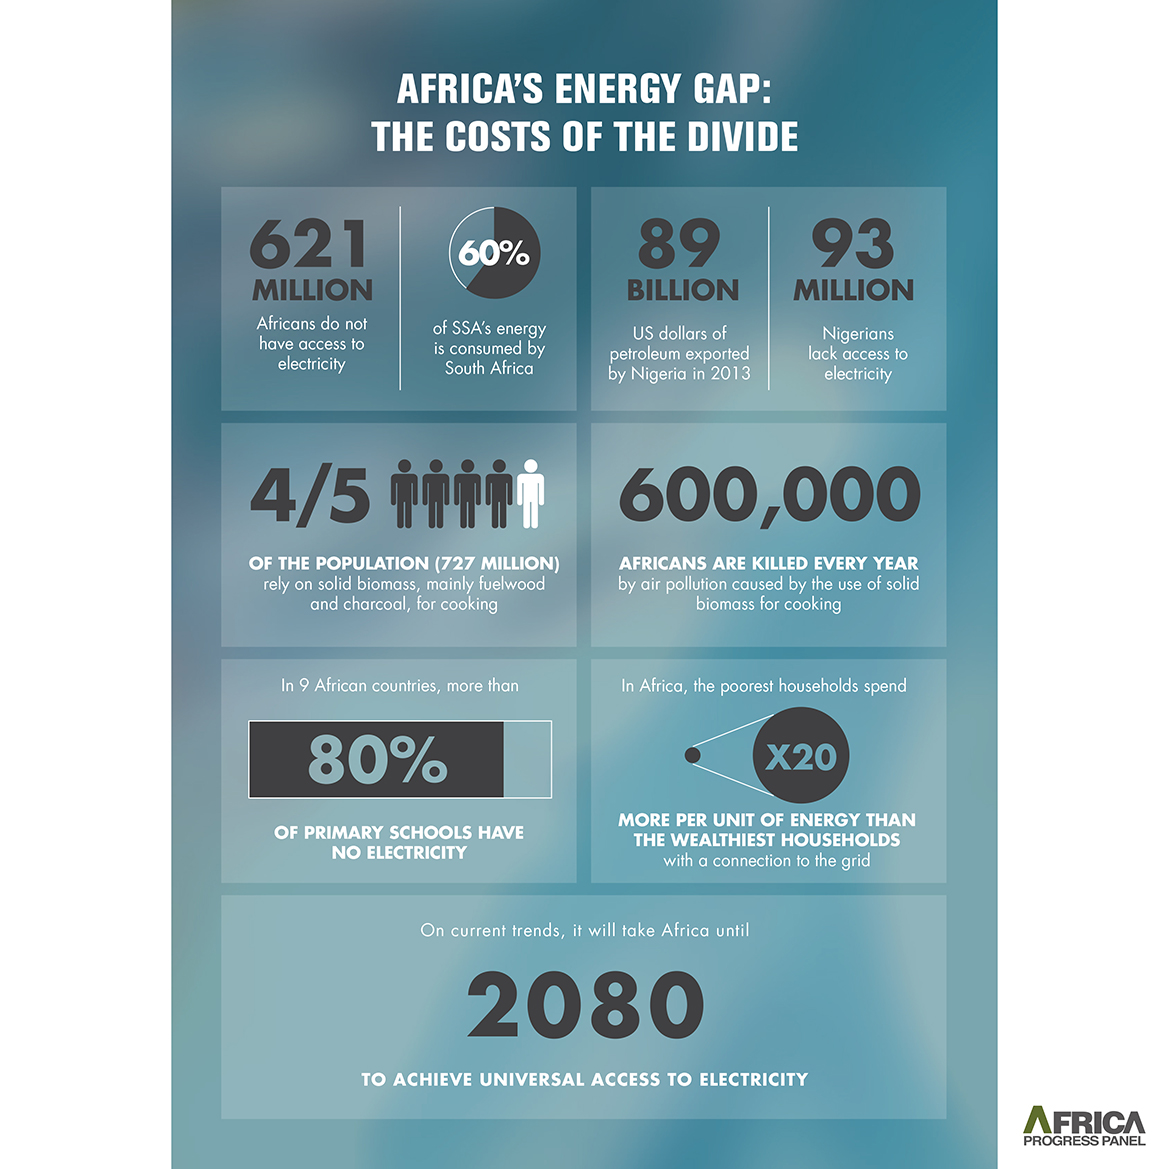 AFRICA'S ENERGY GAP:
THE COSTS OF THE DIVIDE
621
MILLION
Africans do not
have access to
electricity
60%
of SSA's energy
is consumed by
South Africa
89
BILLION
US dollars of
petroleum exported
by Nigeria in 2013
93
MILLION
Nigerians
lack access to
electricity
4/5
OF THE POPULATION (727 MILLION)
rely on solid biomass, mainly fuelwood
and charcoal, for cooking
600,000
AFRICANS ARE KILLED EVERY YEAR
by air pollution caused by the use of solid
biomass for cooking
In 9 African countries, more than
80%
OF PRIMARY SCHOOLS HAVE
NO ELECTRICITY
In Africa, the poorest households spend
X20
MORE PER UNIT OF ENERGY THAN
THE WEALTHIEST HOUSEHOLDS
with a connection to the grid
On current trends, it will take Africa until
2080
TO ACHIEVE UNIVERSAL ACCESS TO ELECTRICITY
AFRICA
PROGRESS PANEL